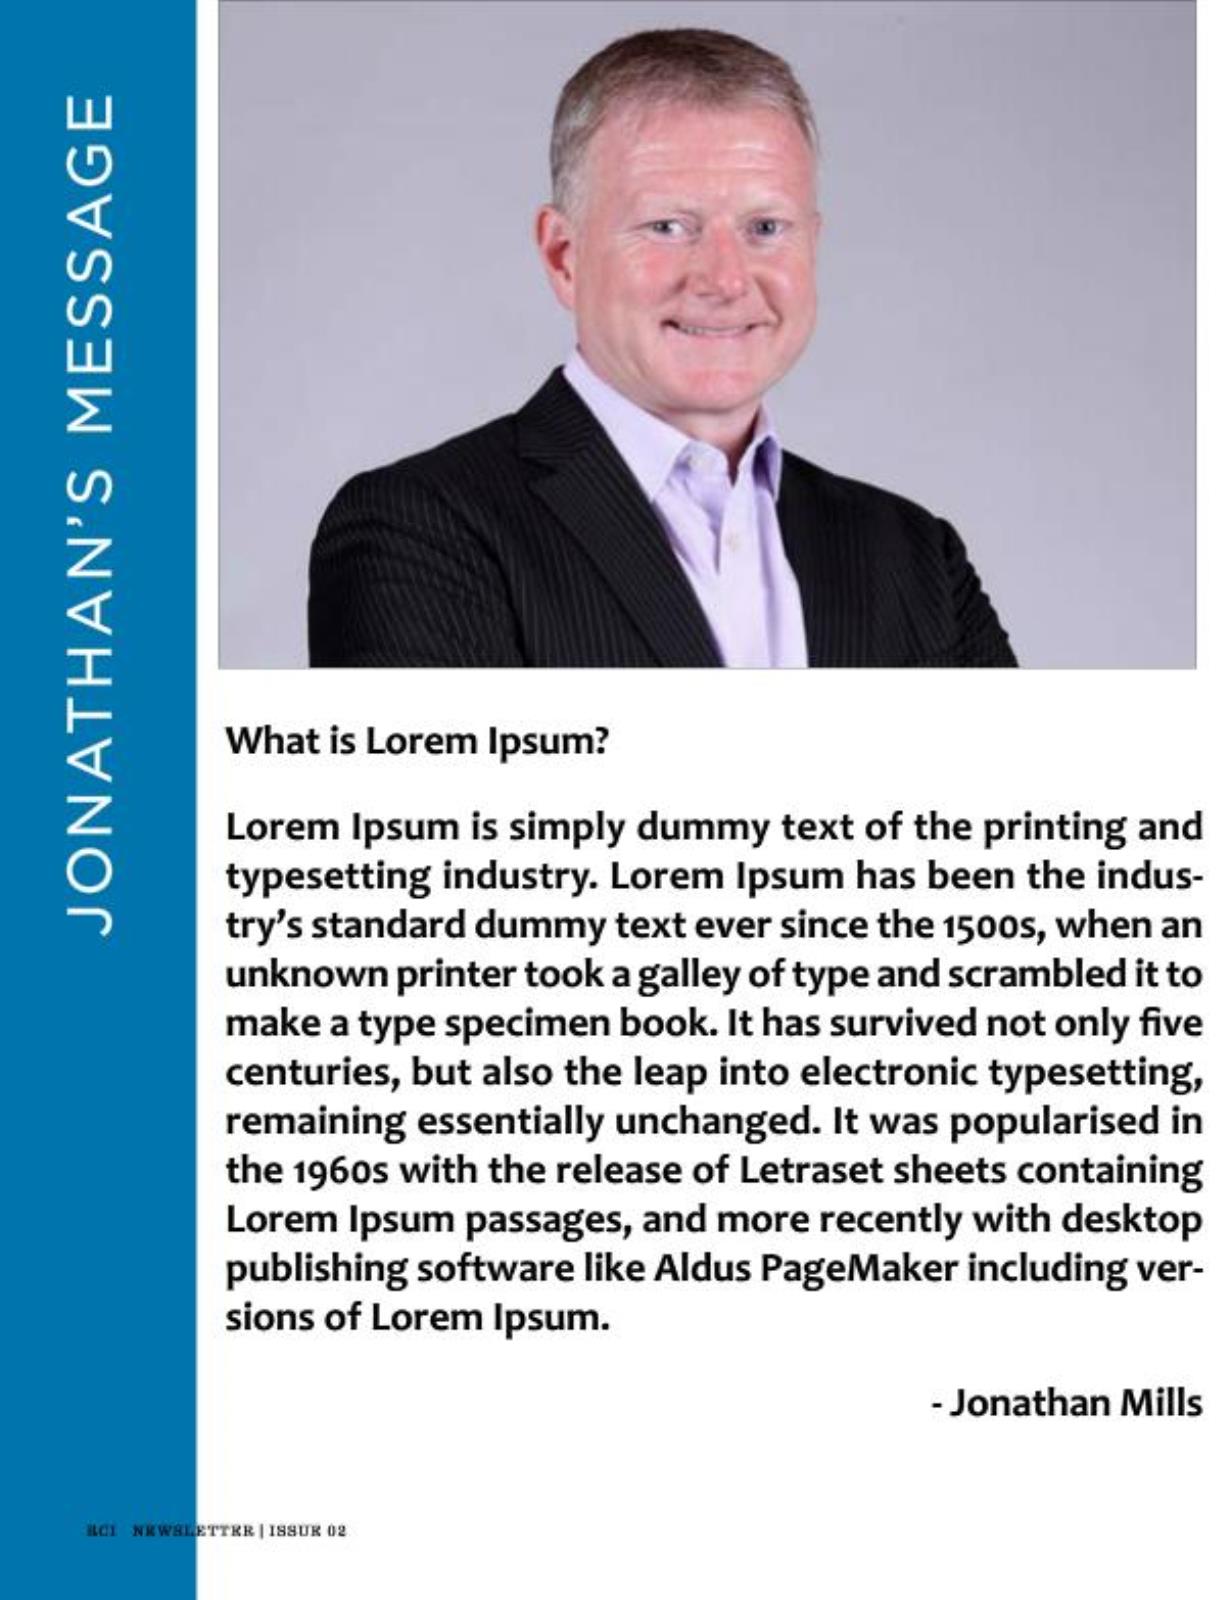 JONATHAN'S MESSAGE
What is Lorem Ipsum?
Lorem Ipsum is simply dummy text of the printing and
typesetting industry. Lorem Ipsum has been the indus-
try’s standard dummy text ever since the 1500s, when an
unknown printer took a galley of type and scrambled it to
make a type specimen book. It has survived not only five
centuries, but also the leap into electronic typesetting,
remaining essentially unchanged. It was popularised in
the 1960s with the release of Letraset sheets containing
Lorem Ipsum passages, and more recently with desktop
publishing software like Aldus PageMaker including ver-
sions of Lorem Ipsum.
- Jonathan Mills
RCI NEWSLETTER | ISSUE 02